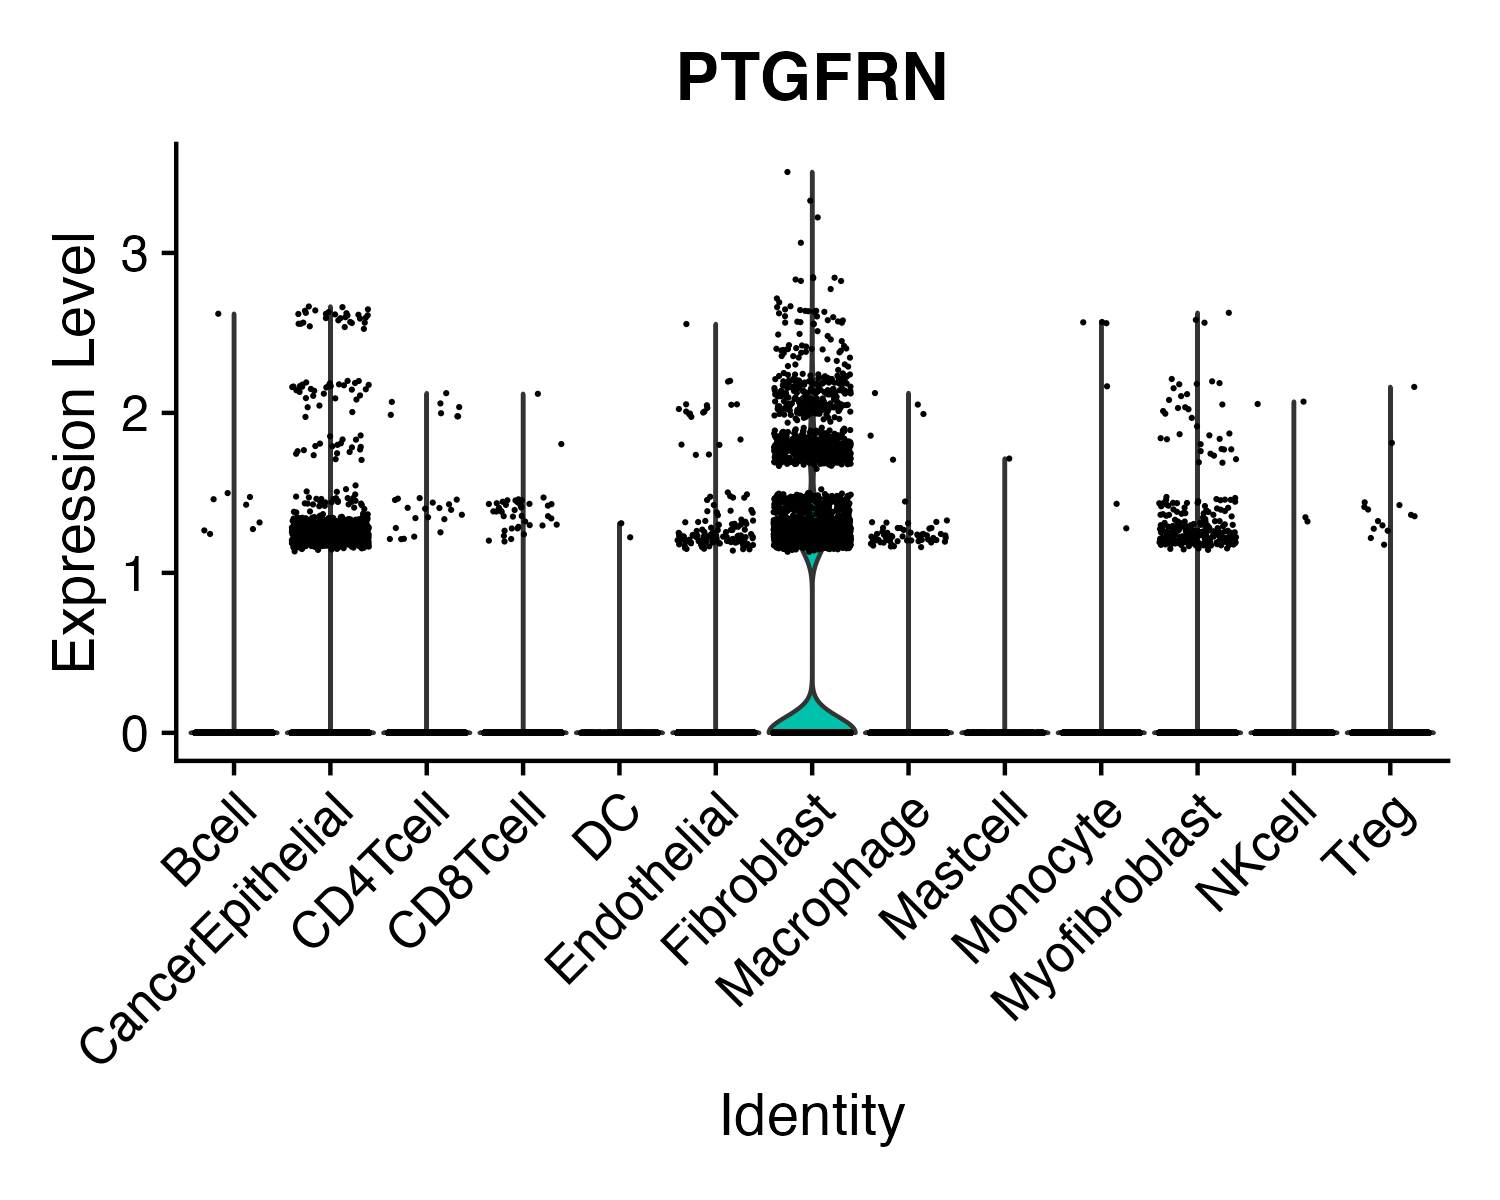 PTGFRN
Expression Level
3
2
1
0
Bcell
CancerEpithelial
CD4Tcell
CD8Tcell
DC
Endothelial
Fibroblast
Macrophage
Mastcell
Monocyte
Myofibroblast
NKcell
Treg
Identity